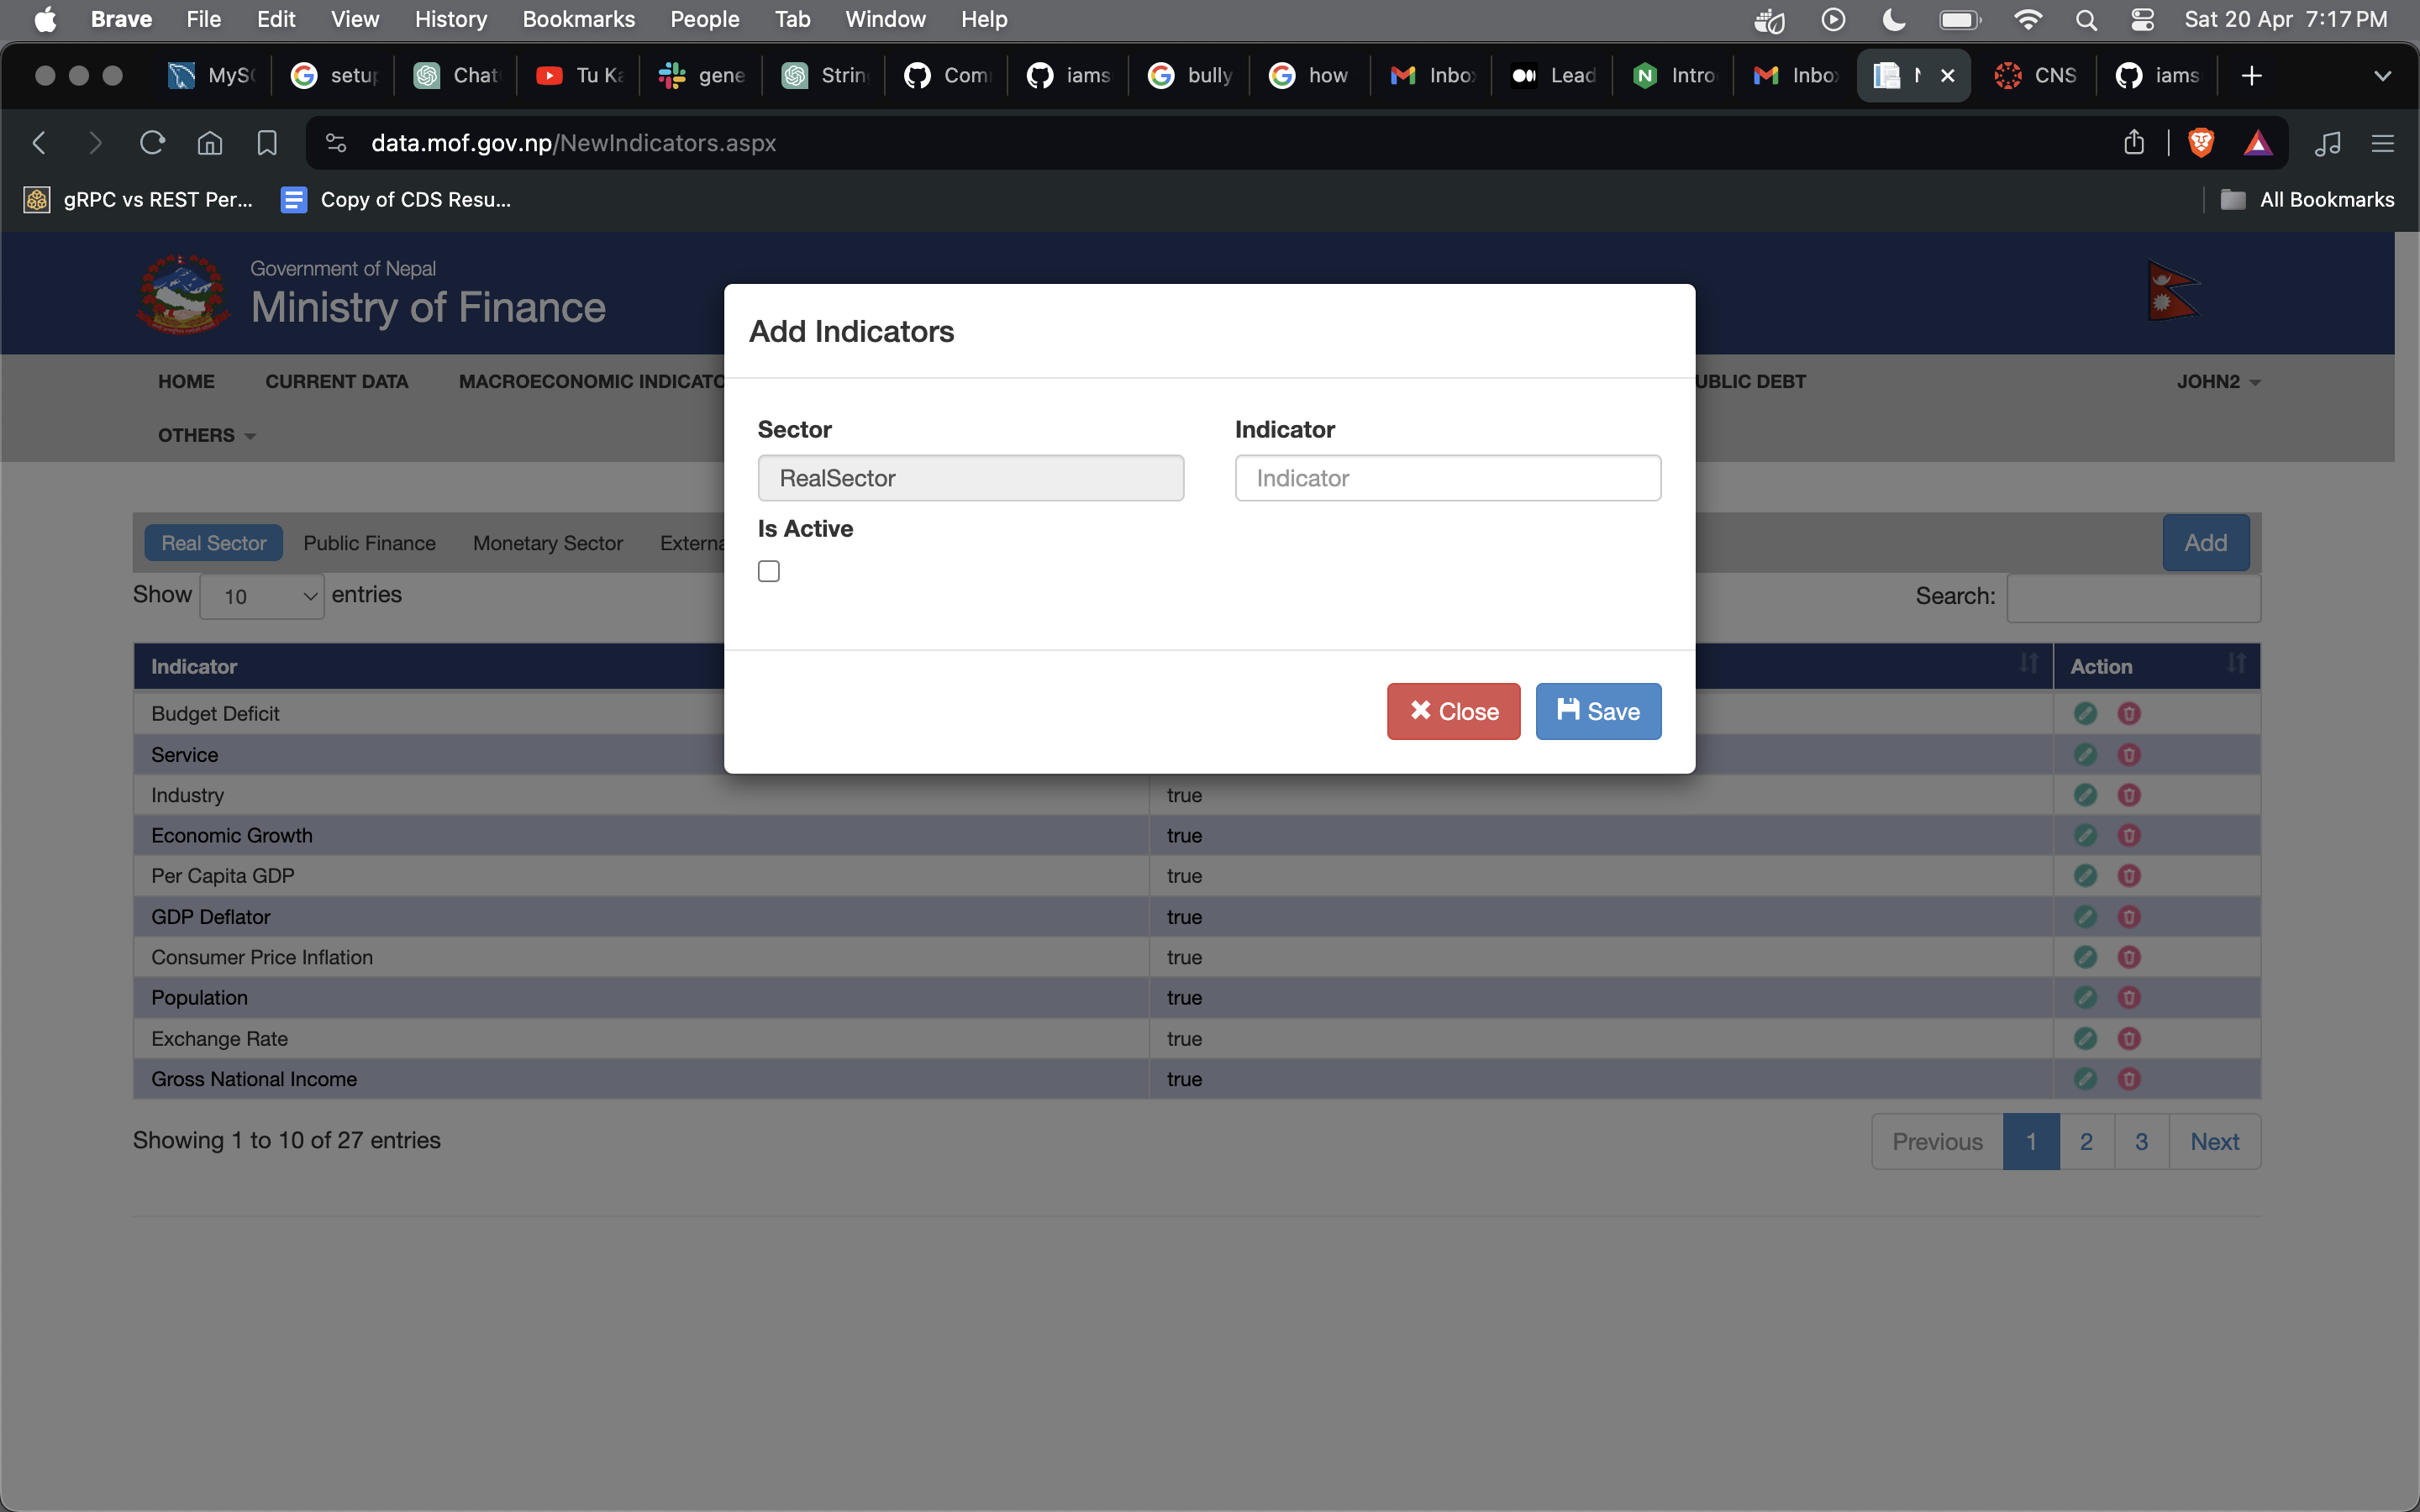 Brave File Edit View History Bookmarks People Tab Window Help Sat 20 Apr 7:17 PM
MyS setup Chat Tu Ka gene Strin Com iams bully how Inbo Lead Intro Inbo CNS iams
data.mof.gov.np/NewIndicators.aspx
gRPC vs REST Per... Copy of CDS Resu... All Bookmarks
Government of Nepal
Ministry of Finance
HOME CURRENT DATA MACROECONOMIC INDICATO UBLIC DEBT JOHN2
OTHERS
Add Indicators
Sector Indicator
RealSector Indicator
Is Active
Close Save
Real Sector Public Finance Monetary Sector Externa Add
Show 10 entries Search:
Indicator Action
Budget Deficit
Service
Industry true
Economic Growth true
Per Capita GDP true
GDP Deflator true
Consumer Price Inflation true
Population true
Exchange Rate true
Gross National Income true
Showing 1 to 10 of 27 entries Previous 1 2 3 Next